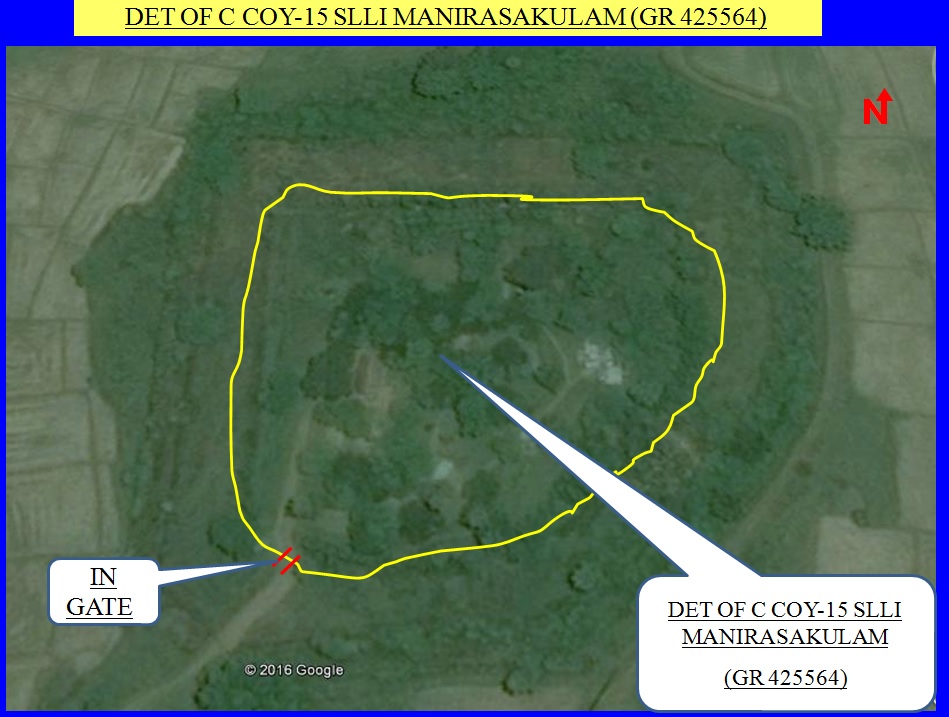 DET OF C COY-15 SLLI MANIRASAKULAM (GR 425564)
N
IN
GATE
© 2016 Google
DET OF C COY-15 SLLI
MANIRASAKULAM
(GR 425564)